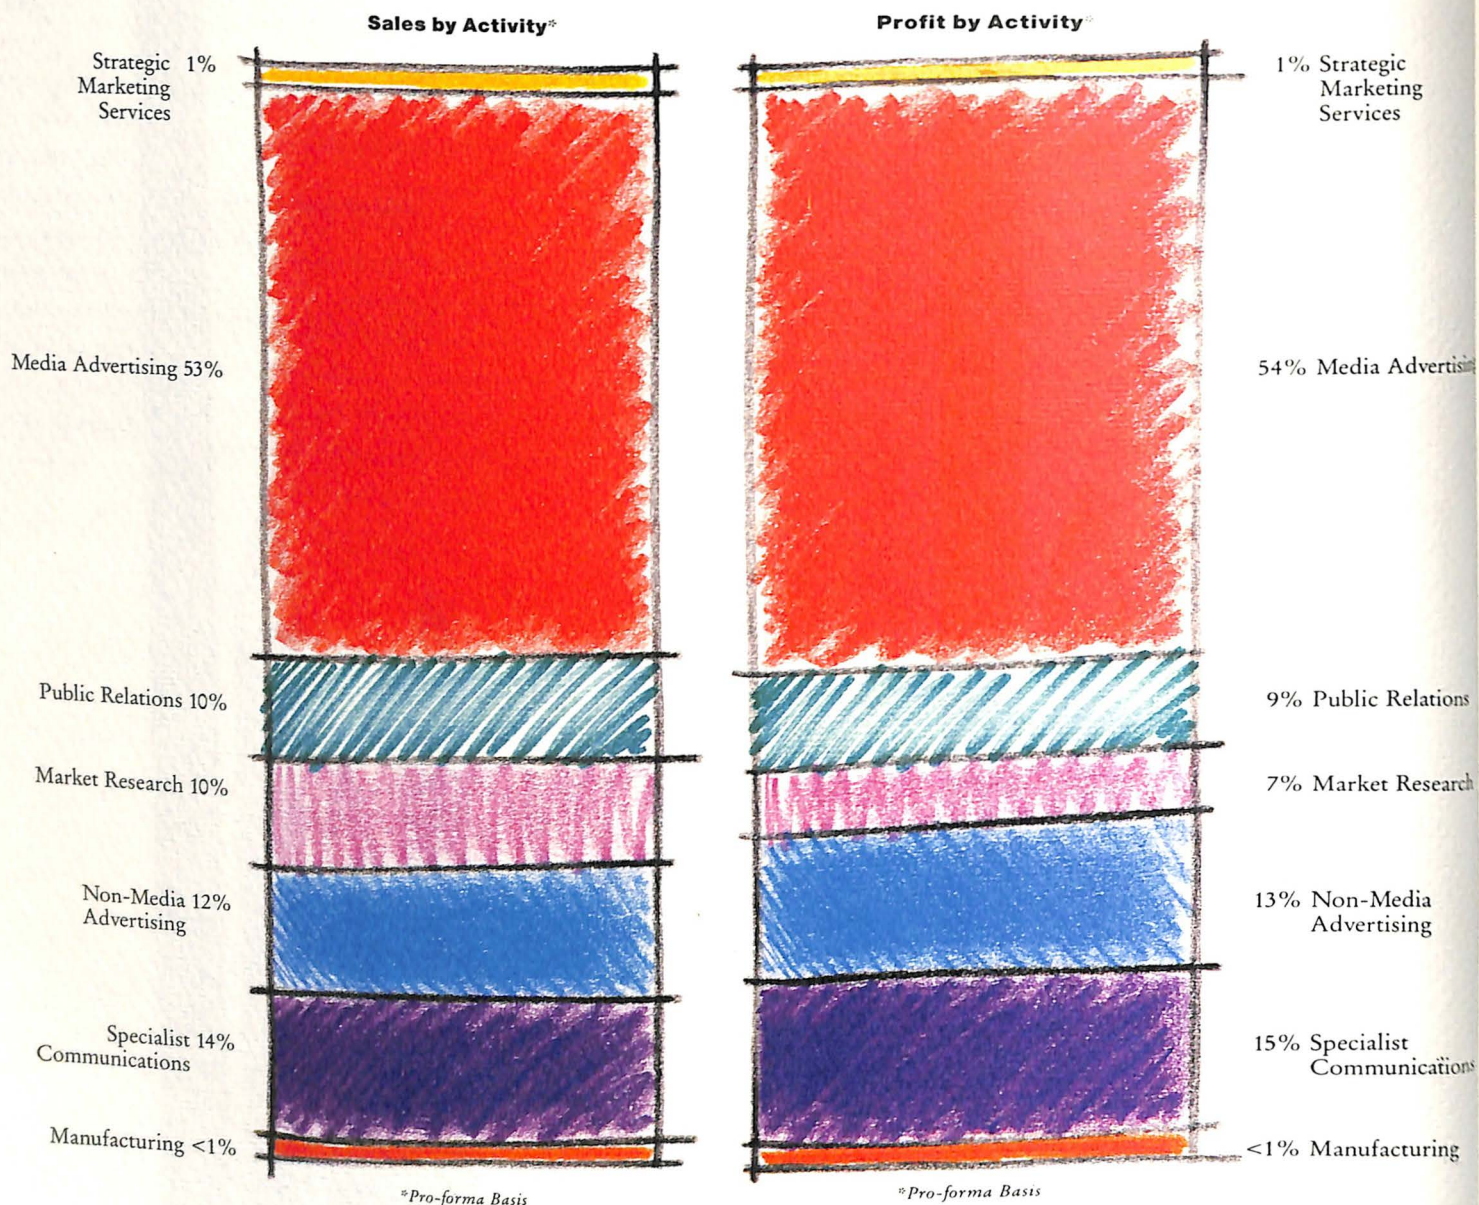 Sales by Activity*
Strategic 1%
Marketing
Services
Media Advertising 53%
Public Relations 10%
Market Research 10%
Non-Media 12%
Advertising
Specialist 14%
Communications
Manufacturing <1%
*Pro-forma Basis
Profit by Activity*
1% Strategic
Marketing
Services
54% Media Advertising
9% Public Relations
7% Market Research
13% Non-Media
Advertising
15% Specialist
Communications
<1% Manufacturing
*Pro-forma Basis